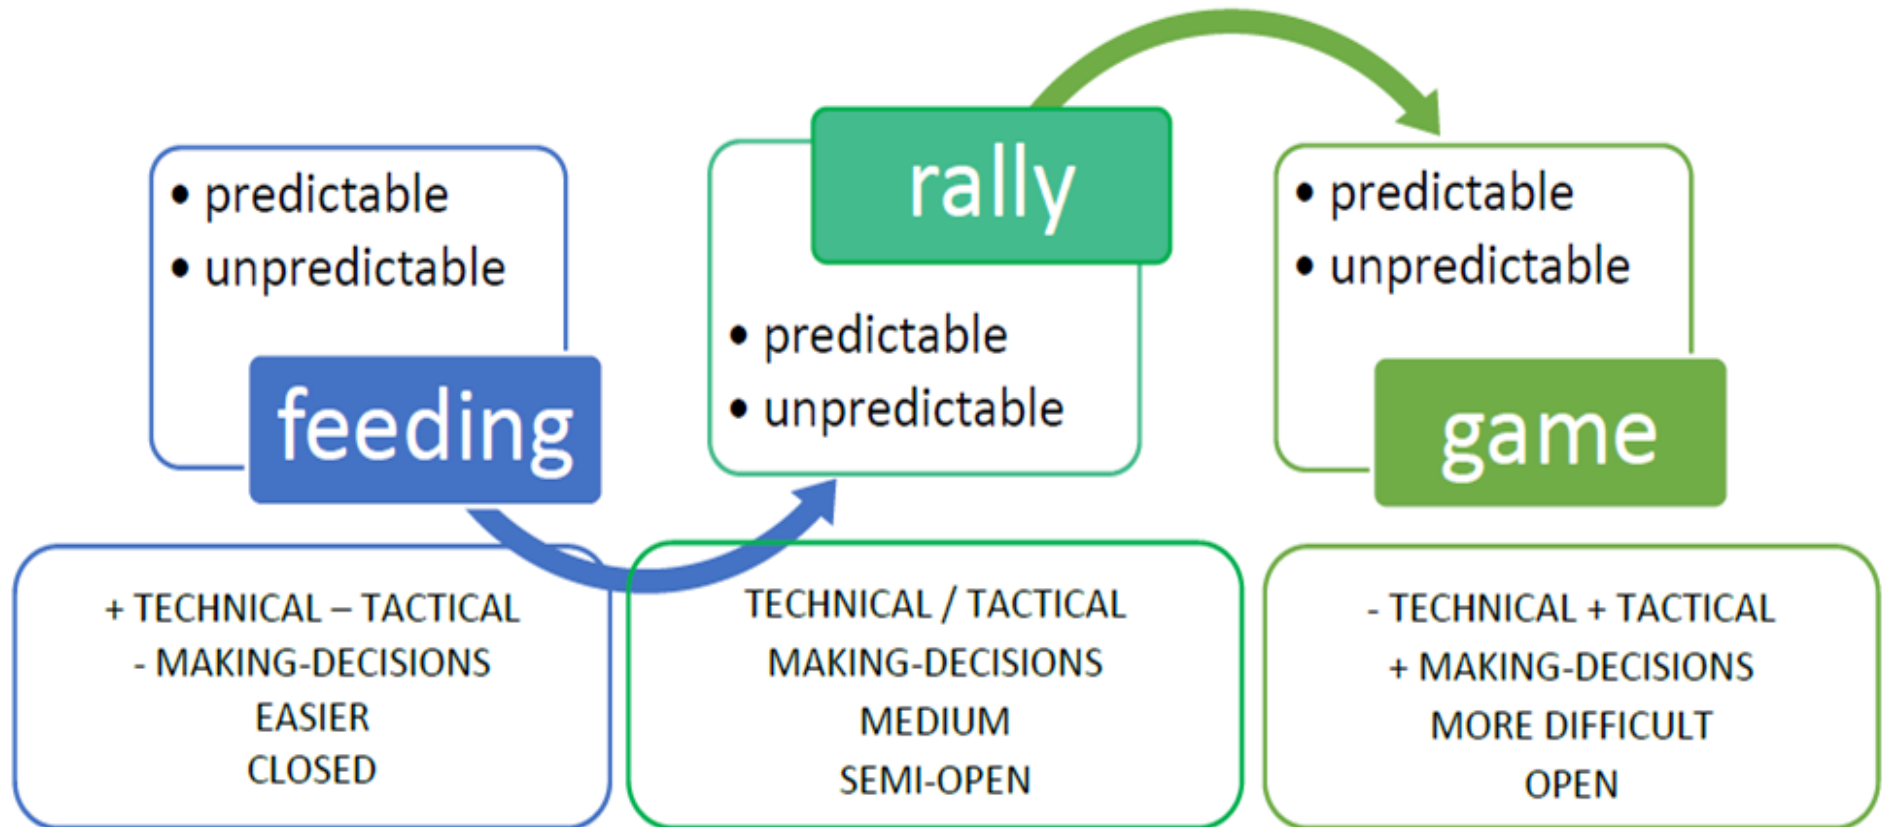 • predictable
• unpredictable
feeding
rally
• predictable
• unpredictable
• predictable
• unpredictable
game
+ TECHNICAL – TACTICAL
- MAKING-DECISIONS
EASIER
CLOSED
TECHNICAL / TACTICAL
MAKING-DECISIONS
MEDIUM
SEMI-OPEN
- TECHNICAL + TACTICAL
+ MAKING-DECISIONS
MORE DIFFICULT
OPEN